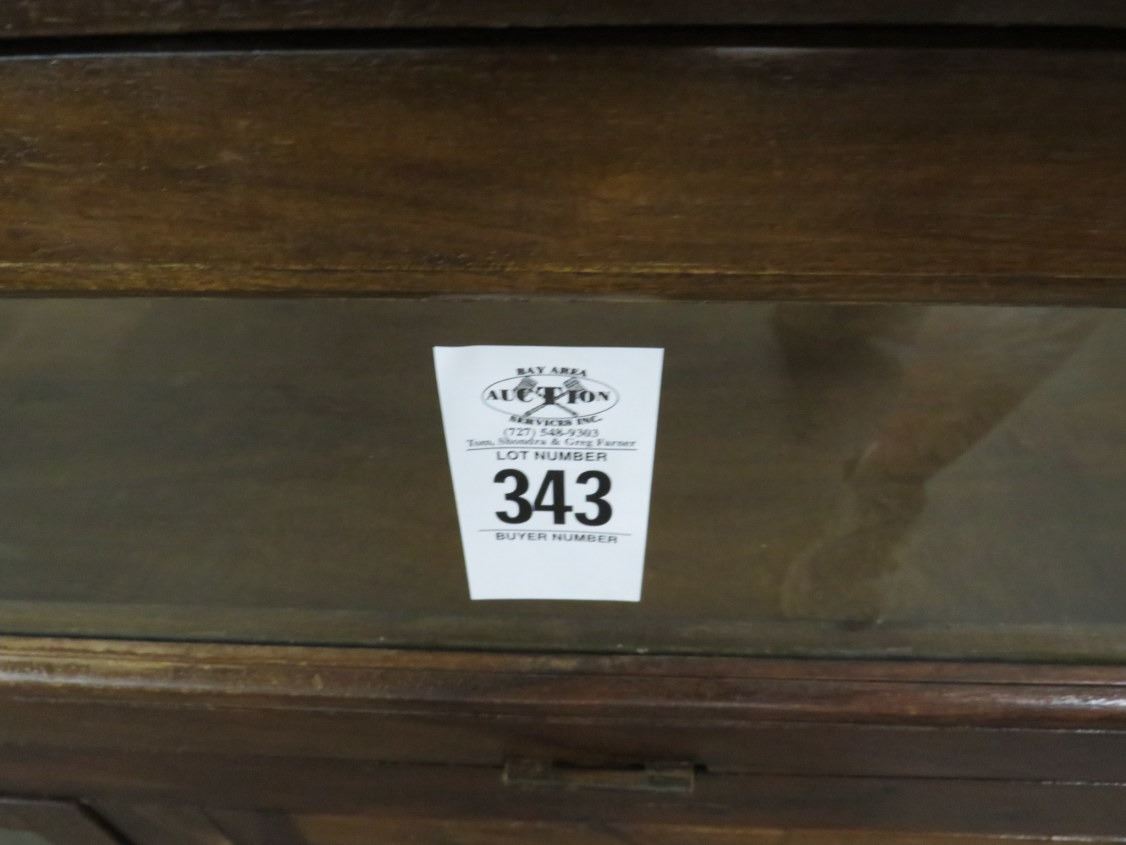 BAY AREA
AUCTION
SERVICES INC.
(727) 548-9303
Tom, Shondra & Greg Farner
LOT NUMBER
343
BUYER NUMBER